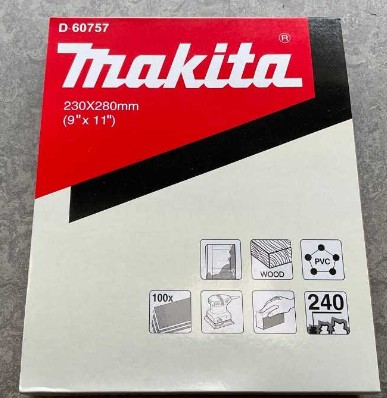 D-60757
makita®
230X280mm
(9"x 11")
WOOD
PVC
100x
240